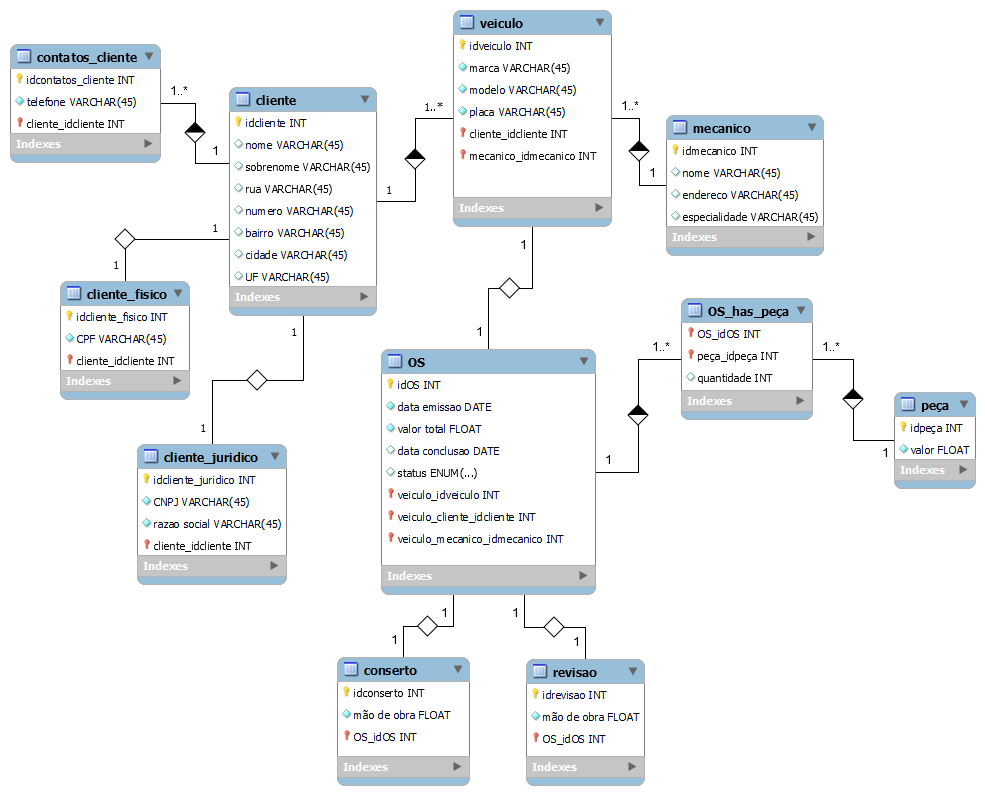 contatos_cliente
idcontatos_cliente INT
telefone VARCHAR(45)
cliente_idcliente INT
Indexes
1..*
1
cliente
idcliente INT
nome VARCHAR(45)
sobrenome VARCHAR(45)
rua VARCHAR(45)
numero VARCHAR(45)
bairro VARCHAR(45)
cidade VARCHAR(45)
UF VARCHAR(45)
Indexes
1..*
1
veiculo
idveiculo INT
marca VARCHAR(45)
modelo VARCHAR(45)
placa VARCHAR(45)
cliente_idcliente INT
mecanico_idmecanico INT
Indexes
1..*
1
mecanico
idmecanico INT
nome VARCHAR(45)
endereco VARCHAR(45)
especialidade VARCHAR(45)
Indexes
1
1
cliente_fisico
idcliente_fisico INT
CPF VARCHAR(45)
cliente_idcliente INT
Indexes
1
1
cliente_juridico
idcliente_juridico INT
CNPJ VARCHAR(45)
razao social VARCHAR(45)
cliente_idcliente INT
Indexes
1
1
OS
idOS INT
data emissao DATE
valor total FLOAT
data conclusao DATE
status ENUM(...)
veiculo_idveiculo INT
veiculo_cliente_idcliente INT
veiculo_mecanico_idmecanico INT
Indexes
1..*
1
OS_has_peça
OS_idOS INT
peça_idpeça INT
quantidade INT
Indexes
1..*
1
peça
idpeça INT
valor FLOAT
Indexes
1
1
conserto
idconserto INT
mão de obra FLOAT
OS_idOS INT
Indexes
1
1
revisao
idrevisao INT
mão de obra FLOAT
OS_idOS INT
Indexes